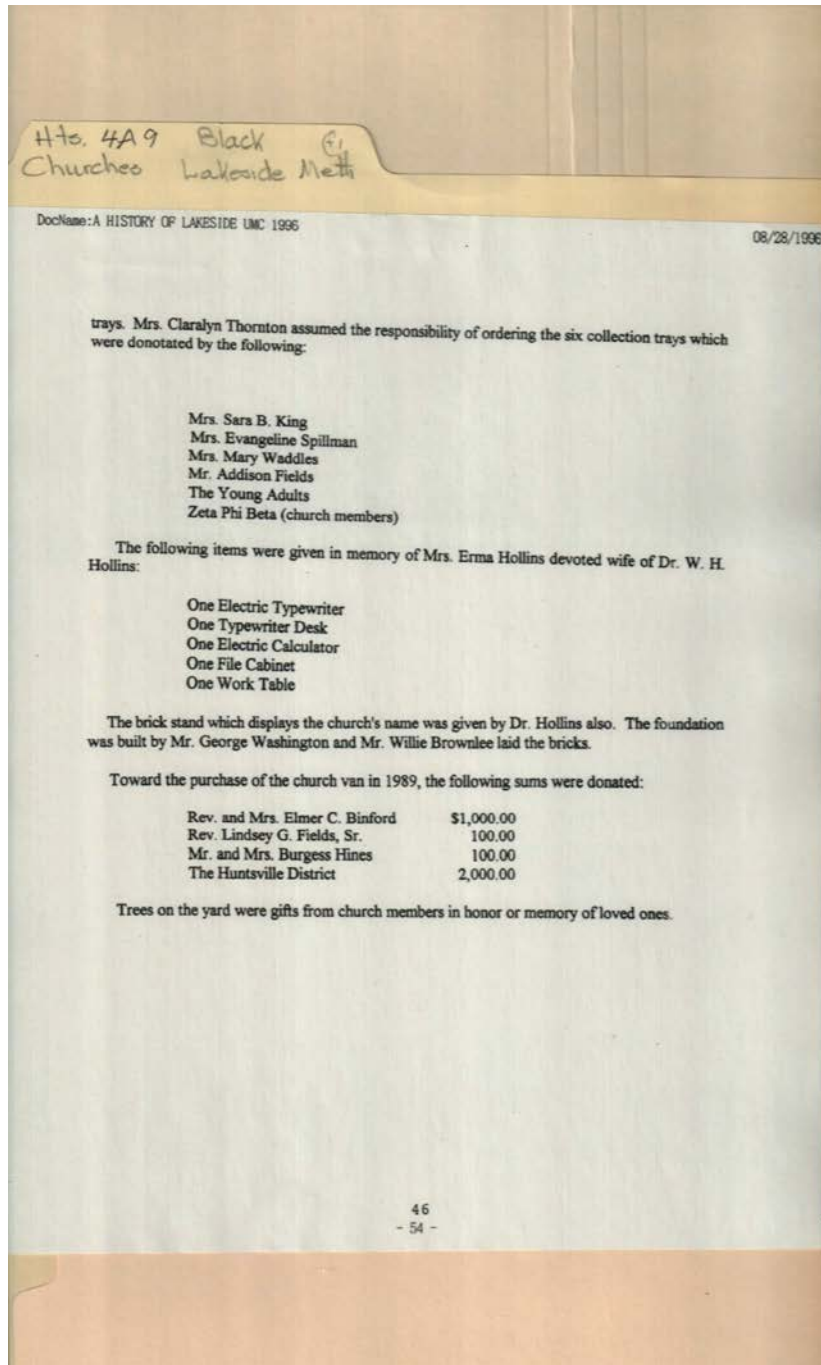 Hts. 4A9 Black
Churches Lakeside Meth
DocName:A HISTORY OF LAKESIDE UMC 1996
08/28/1996
trays. Mrs. Claralyn Thornton assumed the responsibility of ordering the six collection trays which
were donotated by the following:
Mrs. Sara B. King
Mrs. Evangeline Spillman
Mrs. Mary Waddles
Mr. Addison Fields
The Young Adults
Zeta Phi Beta (church members)
The following items were given in memory of Mrs. Erma Hollins devoted wife of Dr. W. H.
Hollins:
One Electric Typewriter
One Typewriter Desk
One Electric Calculator
One File Cabinet
One Work Table
The brick stand which displays the church's name was given by Dr. Hollins also. The foundation
was built by Mr. George Washington and Mr. Willie Brownlee laid the bricks.
Toward the purchase of the church van in 1989, the following sums were donated:
Rev. and Mrs. Elmer C. Binford $1,000.00
Rev. Lindsey G. Fields, Sr. 100.00
Mr. and Mrs. Burgess Hines 100.00
The Huntsville District 2,000.00
Trees on the yard were gifts from church members in honor or memory of loved ones.
46
- 54 -